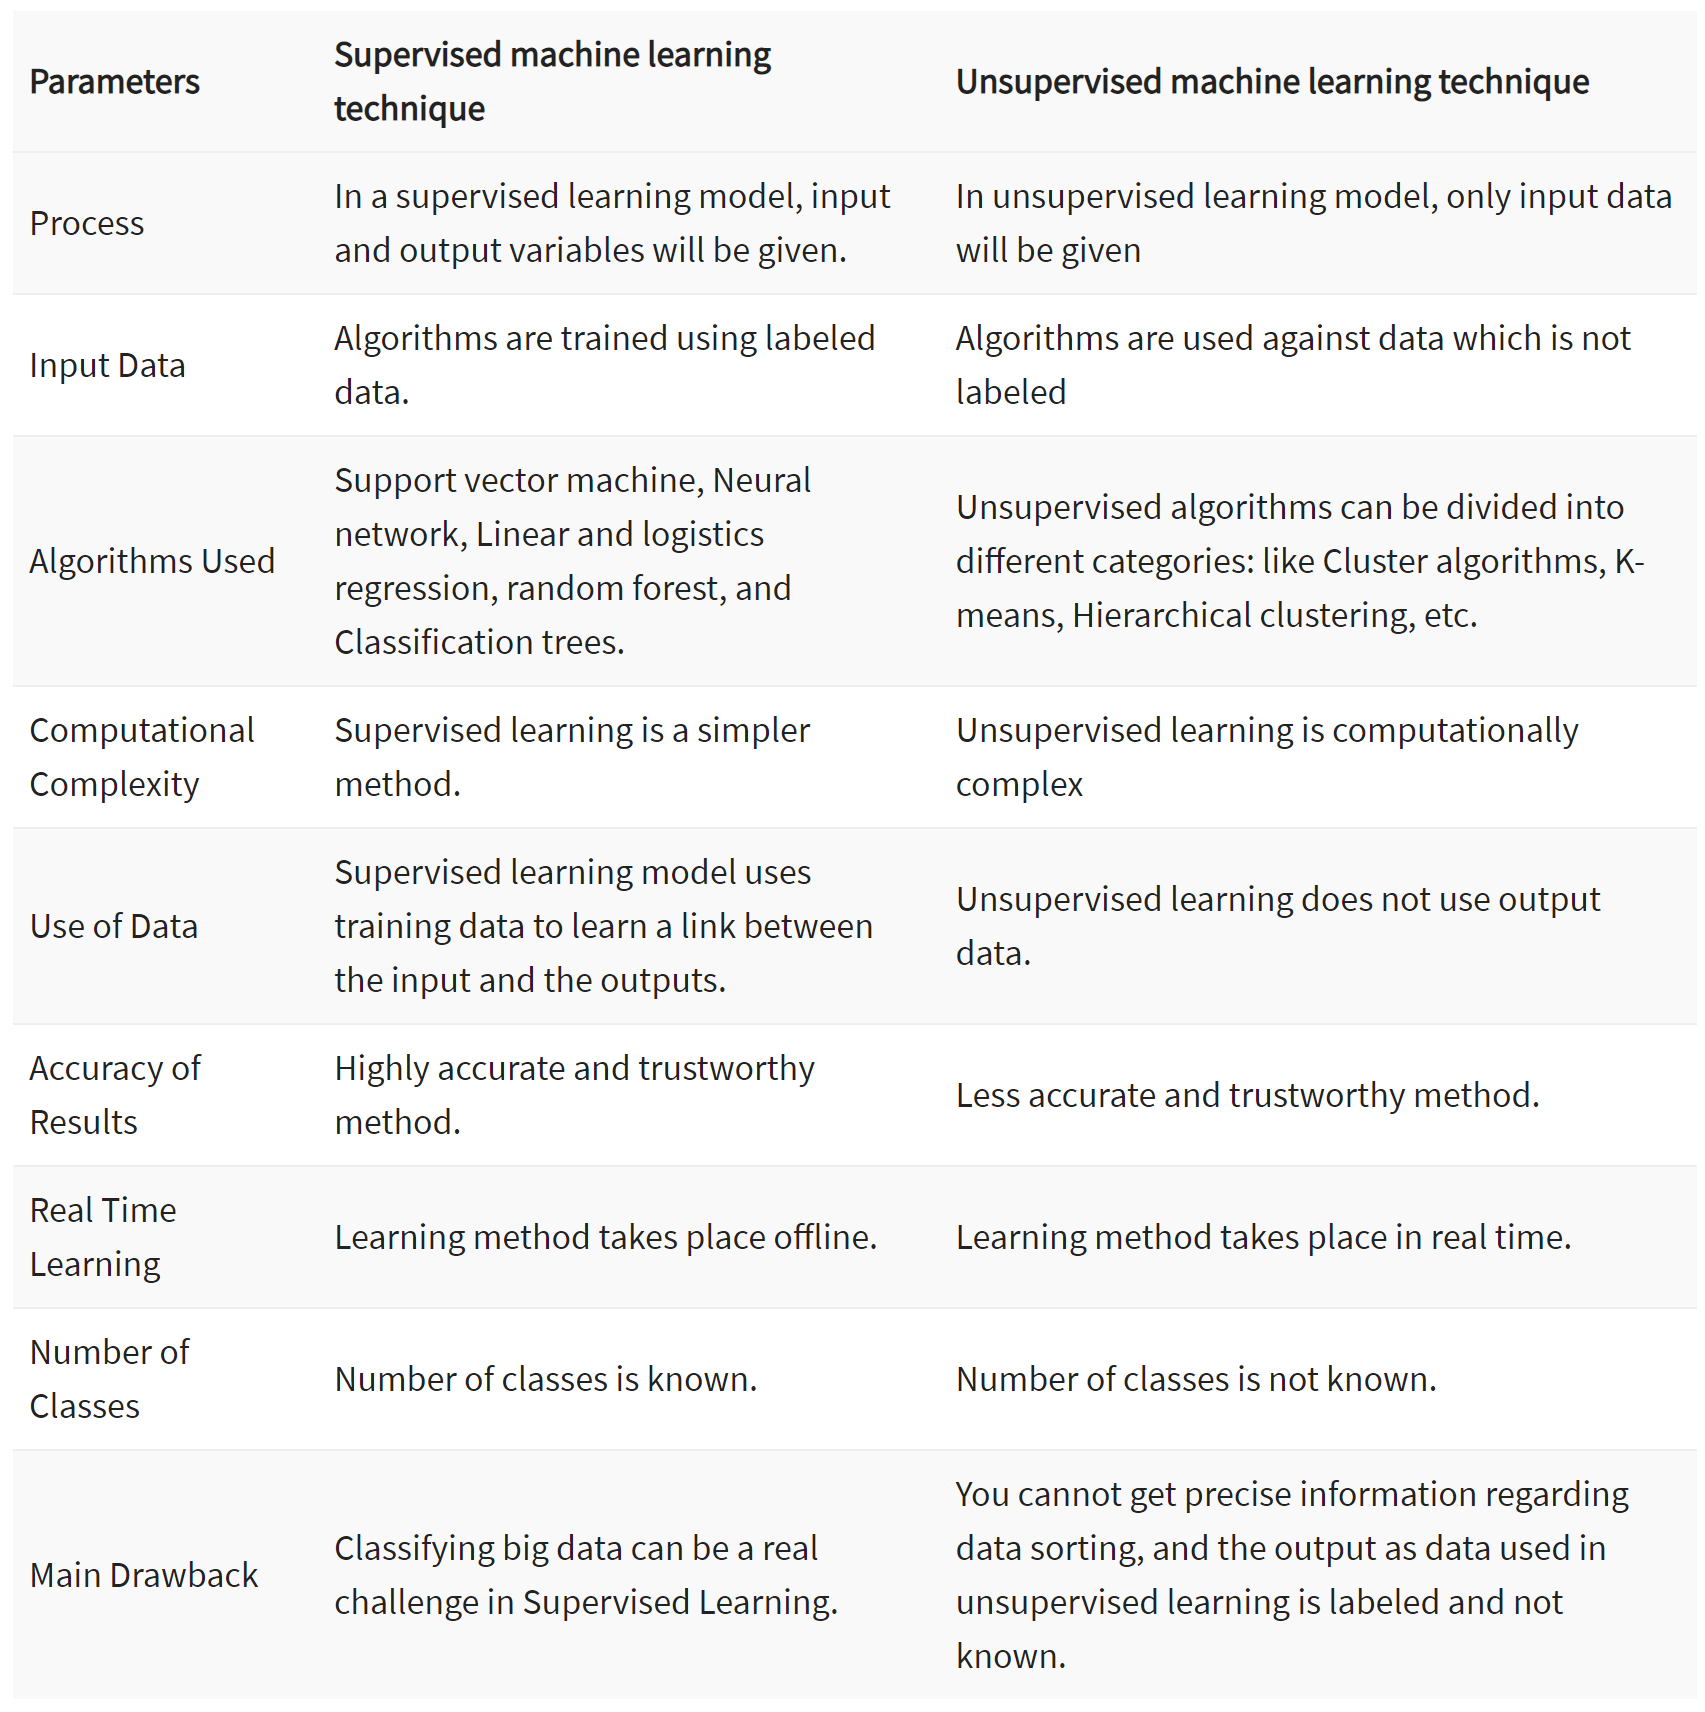 Parameters
Supervised machine learning
technique
Unsupervised machine learning technique
Process
In a supervised learning model, input
and output variables will be given.
In unsupervised learning model, only input data
will be given
Input Data
Algorithms are trained using labeled
data.
Algorithms are used against data which is not
labeled
Algorithms Used
Support vector machine, Neural
network, Linear and logistics
regression, random forest, and
Classification trees.
Unsupervised algorithms can be divided into
different categories: like Cluster algorithms, K-
means, Hierarchical clustering, etc.
Computational
Complexity
Supervised learning is a simpler
method.
Unsupervised learning is computationally
complex
Use of Data
Supervised learning model uses
training data to learn a link between
the input and the outputs.
Unsupervised learning does not use output
data.
Accuracy of
Results
Highly accurate and trustworthy
method.
Less accurate and trustworthy method.
Real Time
Learning
Learning method takes place offline.
Learning method takes place in real time.
Number of
Classes
Number of classes is known.
Number of classes is not known.
Main Drawback
Classifying big data can be a real
challenge in Supervised Learning.
You cannot get precise information regarding
data sorting, and the output as data used in
unsupervised learning is labeled and not
known.